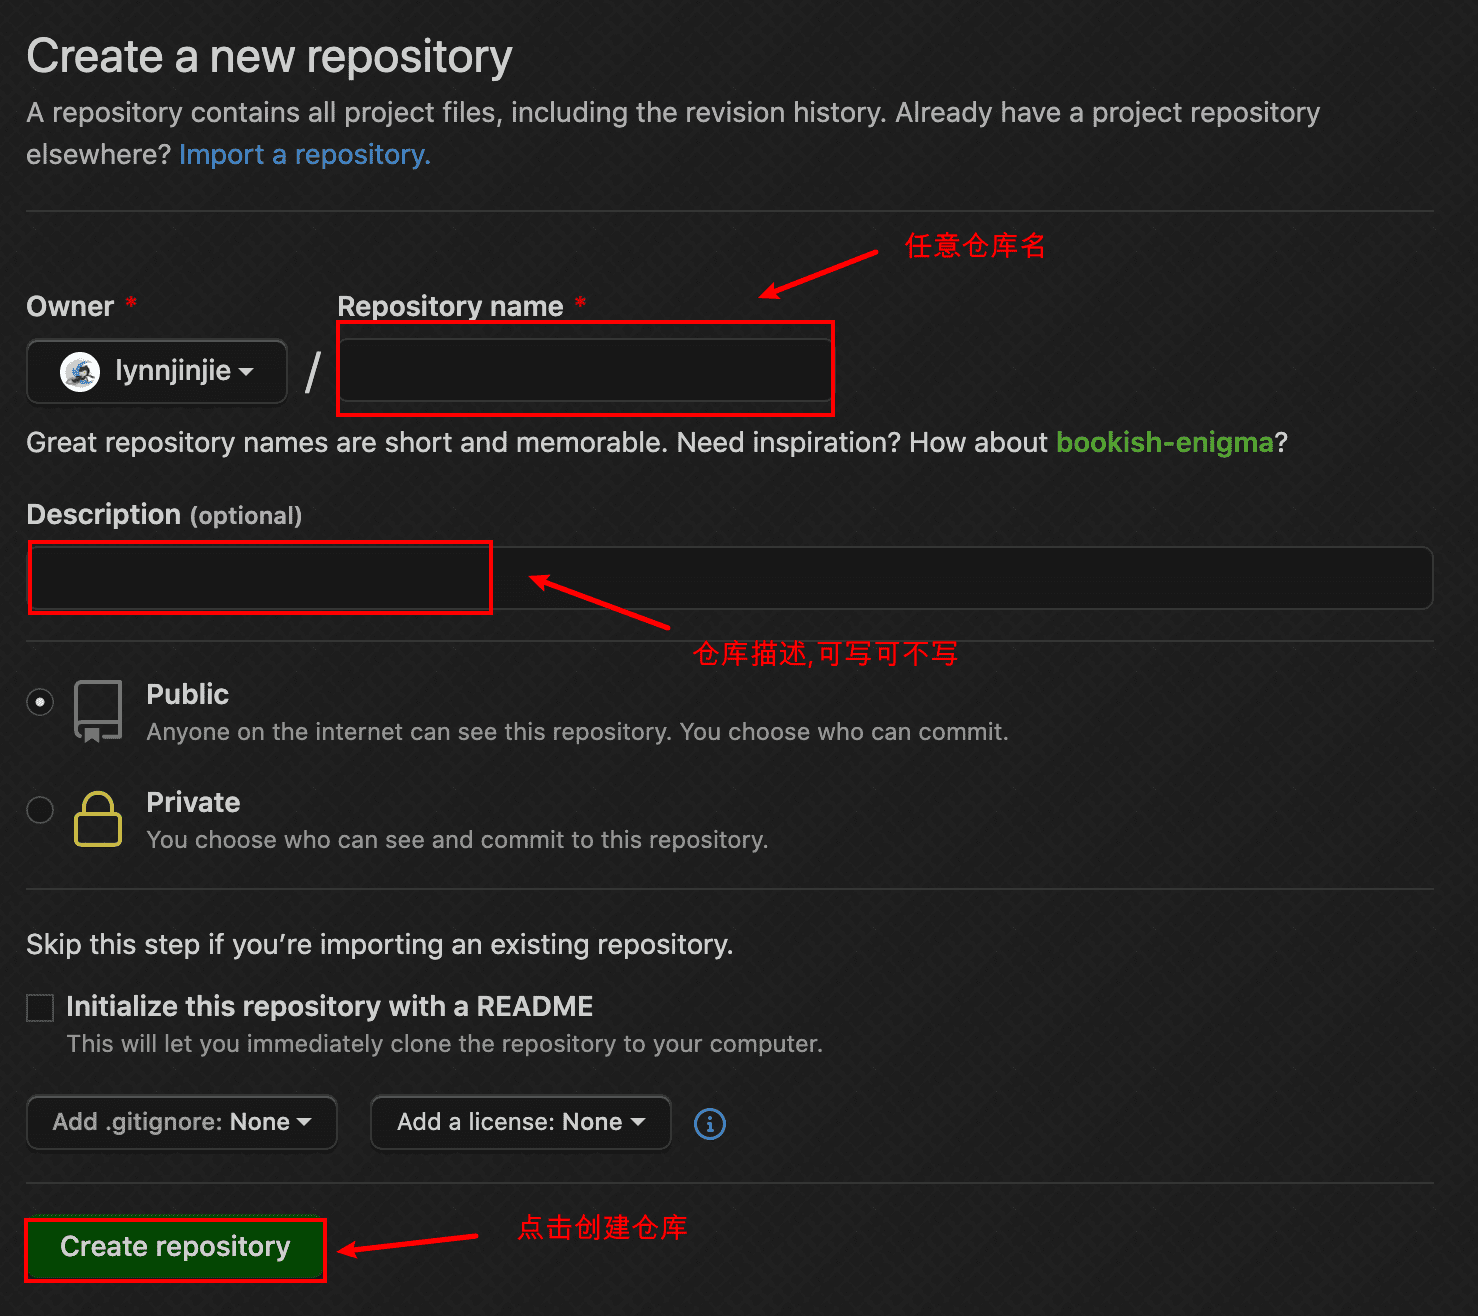 Create a new repository
A repository contains all project files, including the revision history. Already have a project repository
elsewhere? Import a repository.
任意仓库名
Owner *
Repository name *
lynnjinjie
/
Great repository names are short and memorable. Need inspiration? How about bookish-enigma?
Description (optional)
仓库描述,可写可不写
Public
Anyone on the internet can see this repository. You choose who can commit.
Private
You choose who can see and commit to this repository.
Skip this step if you’re importing an existing repository.
Initialize this repository with a README
This will let you immediately clone the repository to your computer.
Add .gitignore: None
Add a license: None
点击创建仓库
Create repository